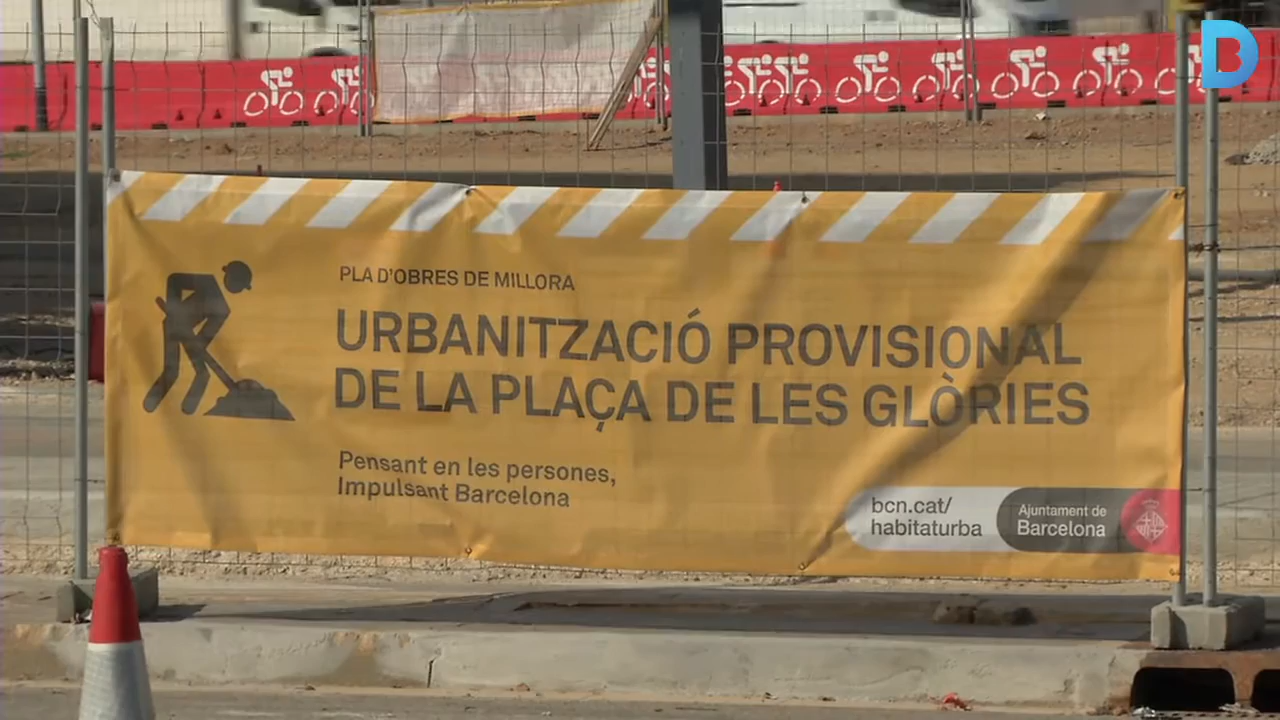 B
PLA D'OBRES DE MILLORA
URBANITZACIÓ PROVISIONAL
DE LA PLAÇA DE LES GLÒRIES
Pensant en les persones,
Impulsant Barcelona
bcn.cat/
habitaturba
Ajuntament de
Barcelona